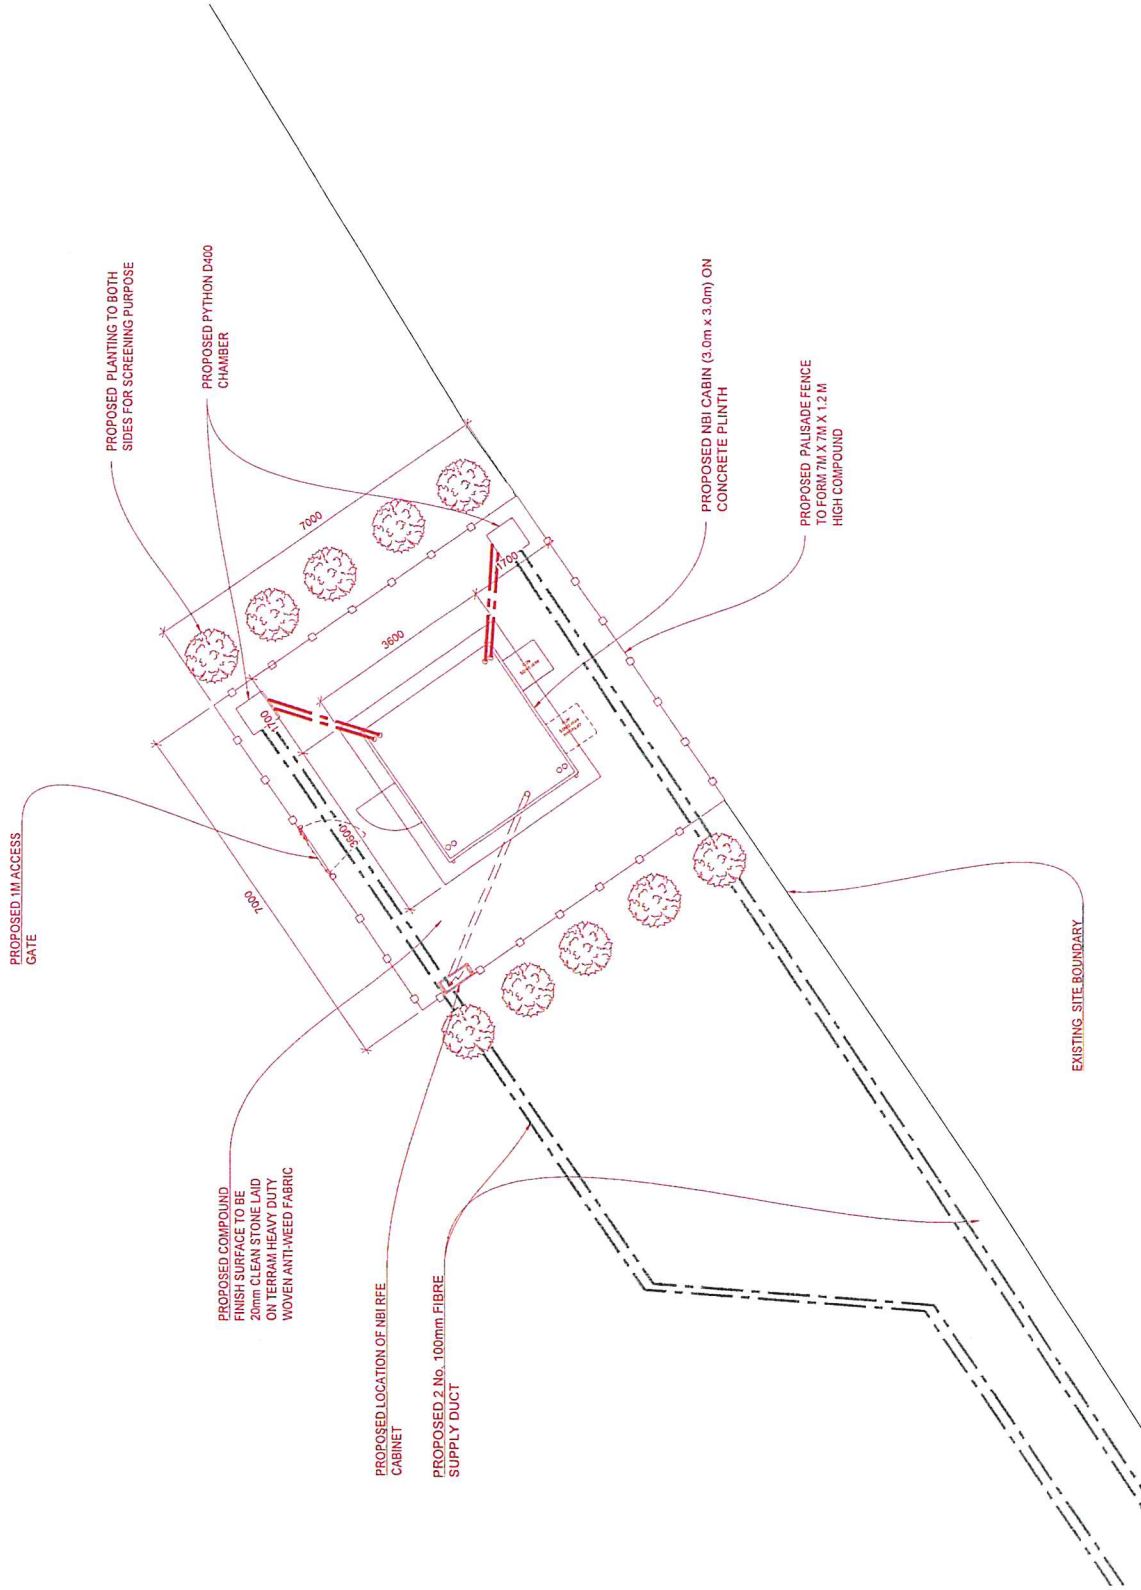 PROPOSED 1M ACCESS
GATE
PROPOSED PLANTING TO BOTH
SIDES FOR SCREENING PURPOSE
PROPOSED PYTHON D400
CHAMBER
PROPOSED NBI CABIN (3.0m x 3.0m) ON
CONCRETE PLINTH
PROPOSED PALISADE FENCE
TO FORM 7M X 7M X 1.2 M
HIGH COMPOUND
EXISTING SITE BOUNDARY
PROPOSED COMPOUND
FINISH SURFACE TO BE
20mm CLEAN STONE LAID
ON TERRAM HEAVY DUTY
WOVEN ANTI-WEED FABRIC
PROPOSED LOCATION OF NBI RFE
CABINET
PROPOSED 2 No. 100mm FIBRE
SUPPLY DUCT
7000
7000
3600
3600
1700
1700